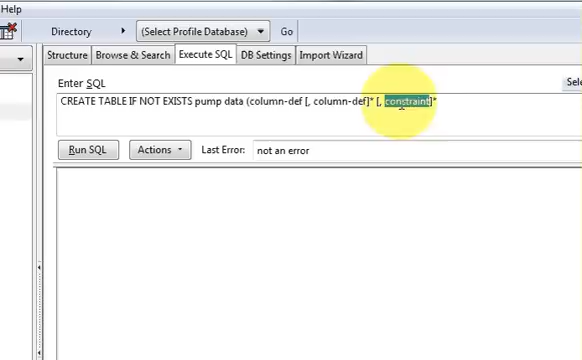 Help
Directory (Select Profile Database) Go
Structure Browse & Search Execute SQL DB Settings Import Wizard
Enter SQL Sele
CREATE TABLE IF NOT EXISTS pump data (column-def [, column-def]* [, constraint]*
Run SQL Actions Last Error: not an error